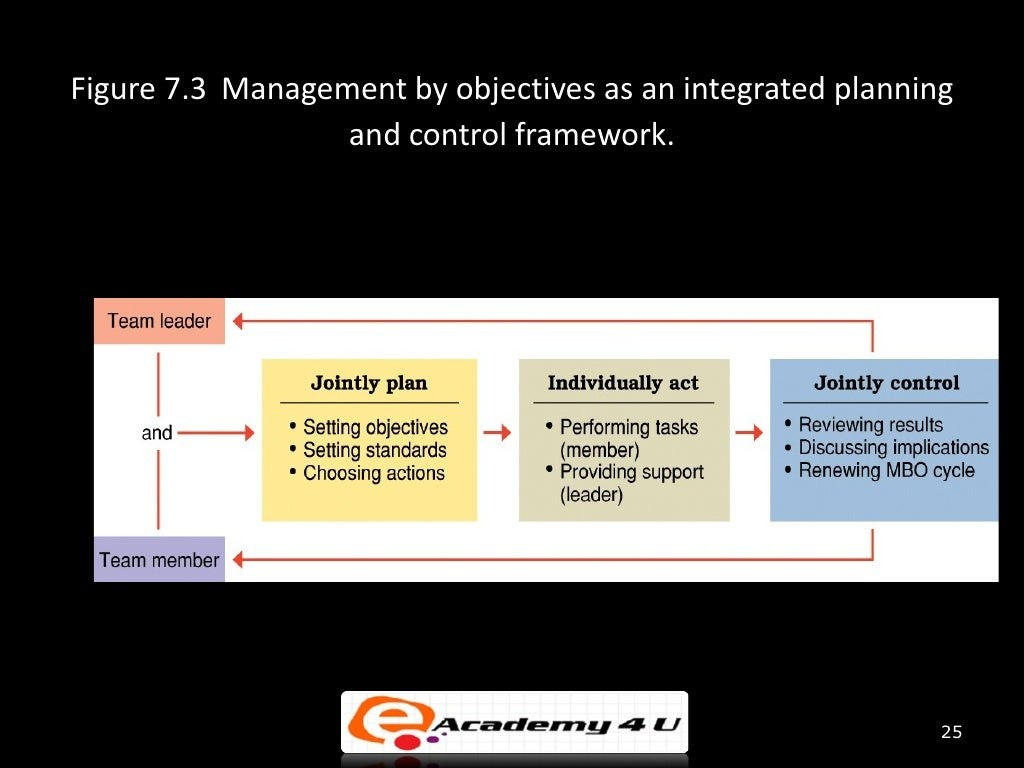 Figure 7.3  Management by objectives as an integrated planning
and control framework.
Team leader
and
Team member
Jointly plan
• Setting objectives
• Setting standards
• Choosing actions
Individually act
• Performing tasks
(member)
• Providing support
(leader)
Jointly control
• Reviewing results
• Discussing implications
• Renewing MBO cycle
e Academy 4 U
25